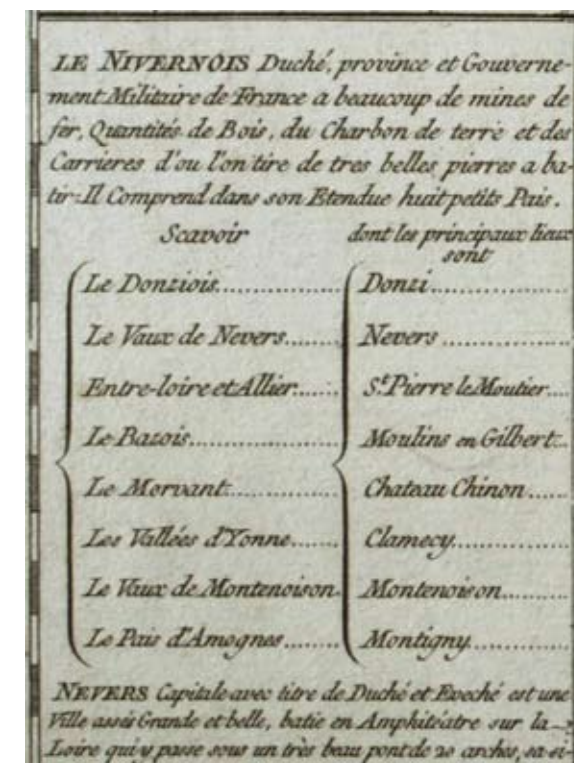 LE NIVERNOIS Duché, province et Gouverne-
ment Militaire de France a beaucoup de mines de
fer, Quantités de Bois, du Charbon de terre et des
Carrieres d'ou l'on tire de tres belles pierres a ba-
tir. Il Comprend dans son Etendue huit petits Pais.
Scavoir dont les principaux lieux
sont
Le Donziois.................. Donzi.................
Le Vaux de Nevers........ Nevers.................
Entre-loire et Allier....... St. Pierre le Moutier....
Le Bazois..................... Moulins en Gilbert...
Le Morvant.................. Chateau Chinon......
Les Vallées d'Yonne....... Clamecy...............
Le Vaux de Montenoison. Montenoison..........
Le Pais d'Amognes........ Montigny..............
NEVERS Capitale avec titre de Duché et Eveché est une
Ville assés Grande et belle, batie en Amphitéatre sur la
Loire qui y passe sous un très beau pont de 20 arches, sa si-